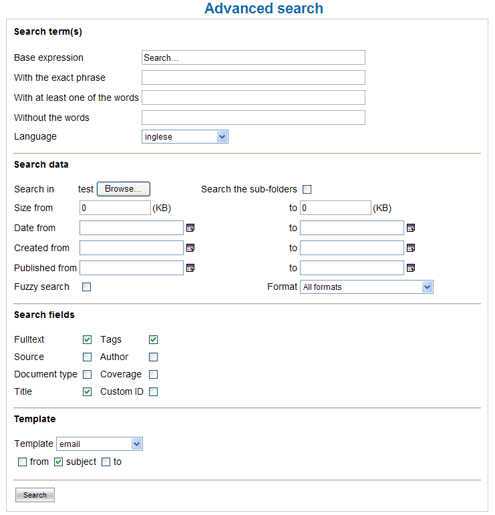 Advanced search
Search term(s)
Base expression Search...
With the exact phrase
With at least one of the words
Without the words
Language inglese
Search data
Search in test Browse... Search the sub-folders
Size from 0 (KB) to 0 (KB)
Date from to
Created from to
Published from to
Fuzzy search Format All formats
Search fields
Fulltext Tags
Source Author
Document type Coverage
Title Custom ID
Template
Template email
from subject to
Search